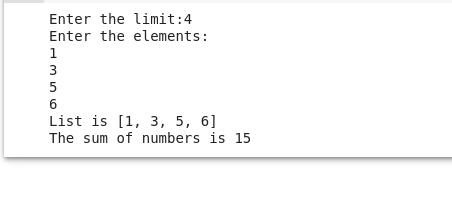 Enter the limit:4
Enter the elements:
1
3
5
6
List is [1, 3, 5, 6]
The sum of numbers is 15